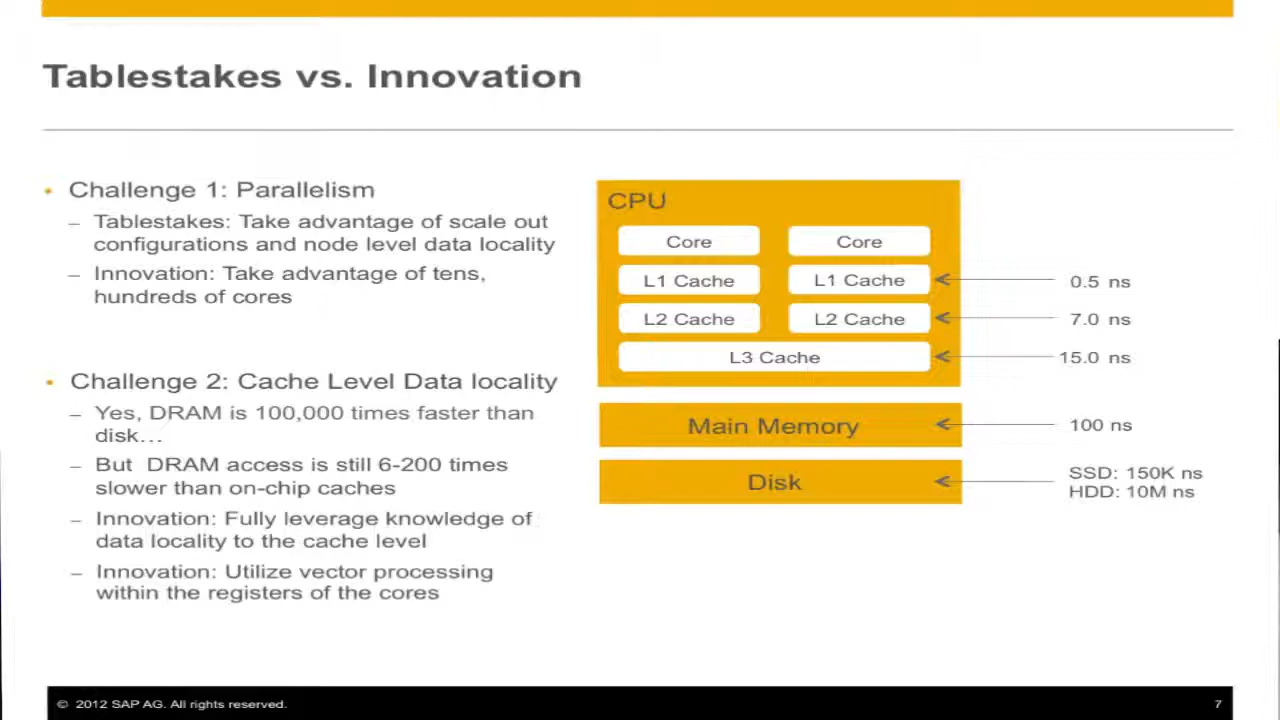 Tablestakes vs. Innovation
• Challenge 1: Parallelism
– Tablestakes: Take advantage of scale out
configurations and node level data locality
– Innovation: Take advantage of tens,
hundreds of cores
• Challenge 2: Cache Level Data locality
– Yes, DRAM is 100,000 times faster than
disk…
– But DRAM access is still 6-200 times
slower than on-chip caches
– Innovation: Fully leverage knowledge of
data locality to the cache level
– Innovation: Utilize vector processing
within the registers of the cores
CPU
Core Core
L1 Cache L1 Cache 0.5 ns
L2 Cache L2 Cache 7.0 ns
L3 Cache 15.0 ns
Main Memory 100 ns
Disk
SSD: 150K ns
HDD: 10M ns
© 2012 SAP AG. All rights reserved. 7